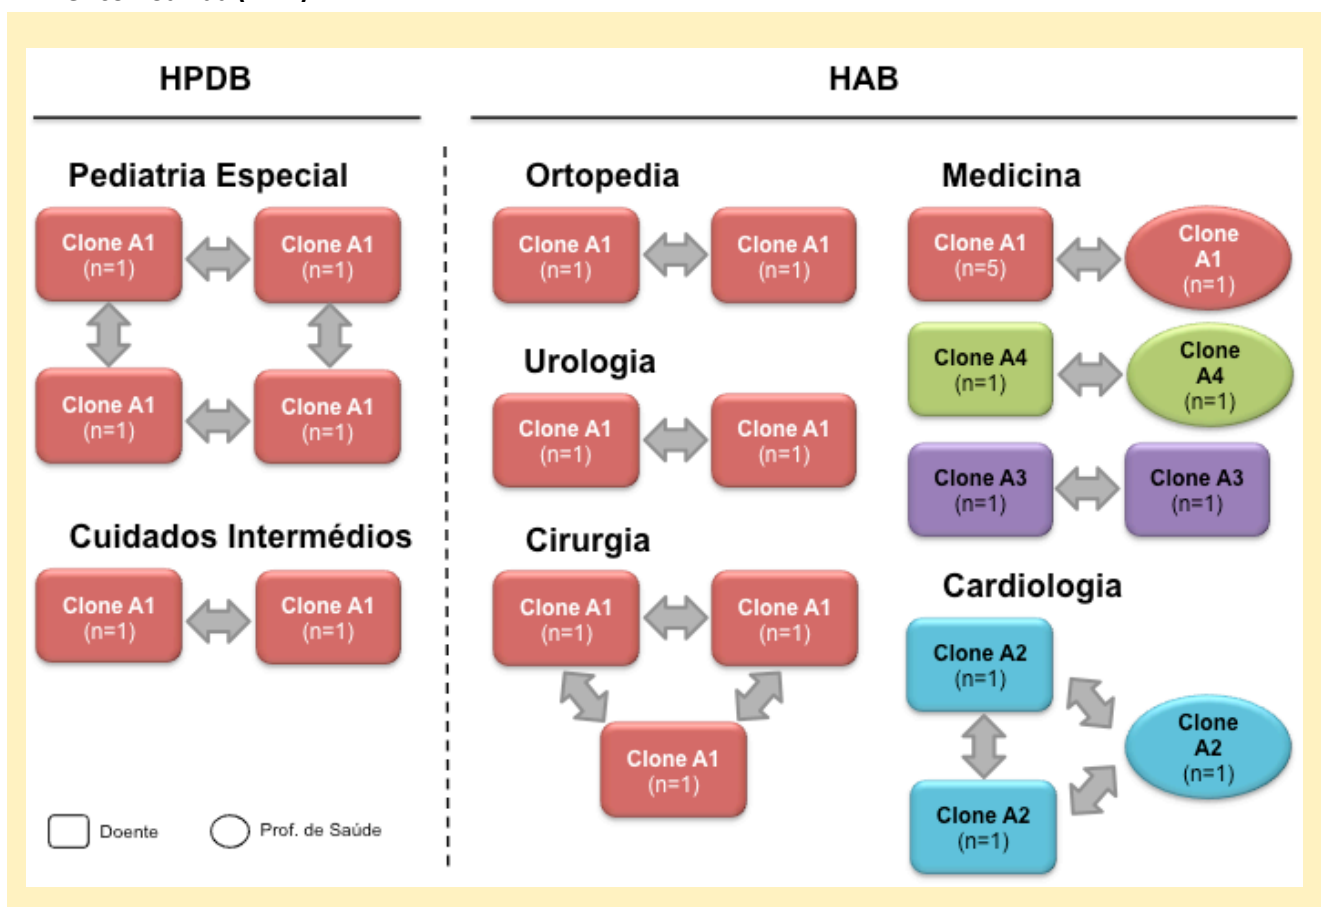 HPDB
HAB
Pediatria Especial
Clone A1
(n=1)
Clone A1
(n=1)
Clone A1
(n=1)
Clone A1
(n=1)
Cuidados Intermédios
Clone A1
(n=1)
Clone A1
(n=1)
Doente
Prof. de Saúde
Ortopedia
Clone A1
(n=1)
Clone A1
(n=1)
Urologia
Clone A1
(n=1)
Clone A1
(n=1)
Cirurgia
Clone A1
(n=1)
Clone A1
(n=1)
Clone A1
(n=1)
Medicina
Clone A1
(n=5)
Clone
A1
(n=1)
Clone A4
(n=1)
Clone
A4
(n=1)
Clone A3
(n=1)
Clone A3
(n=1)
Cardiologia
Clone A2
(n=1)
Clone
A2
(n=1)
Clone A2
(n=1)